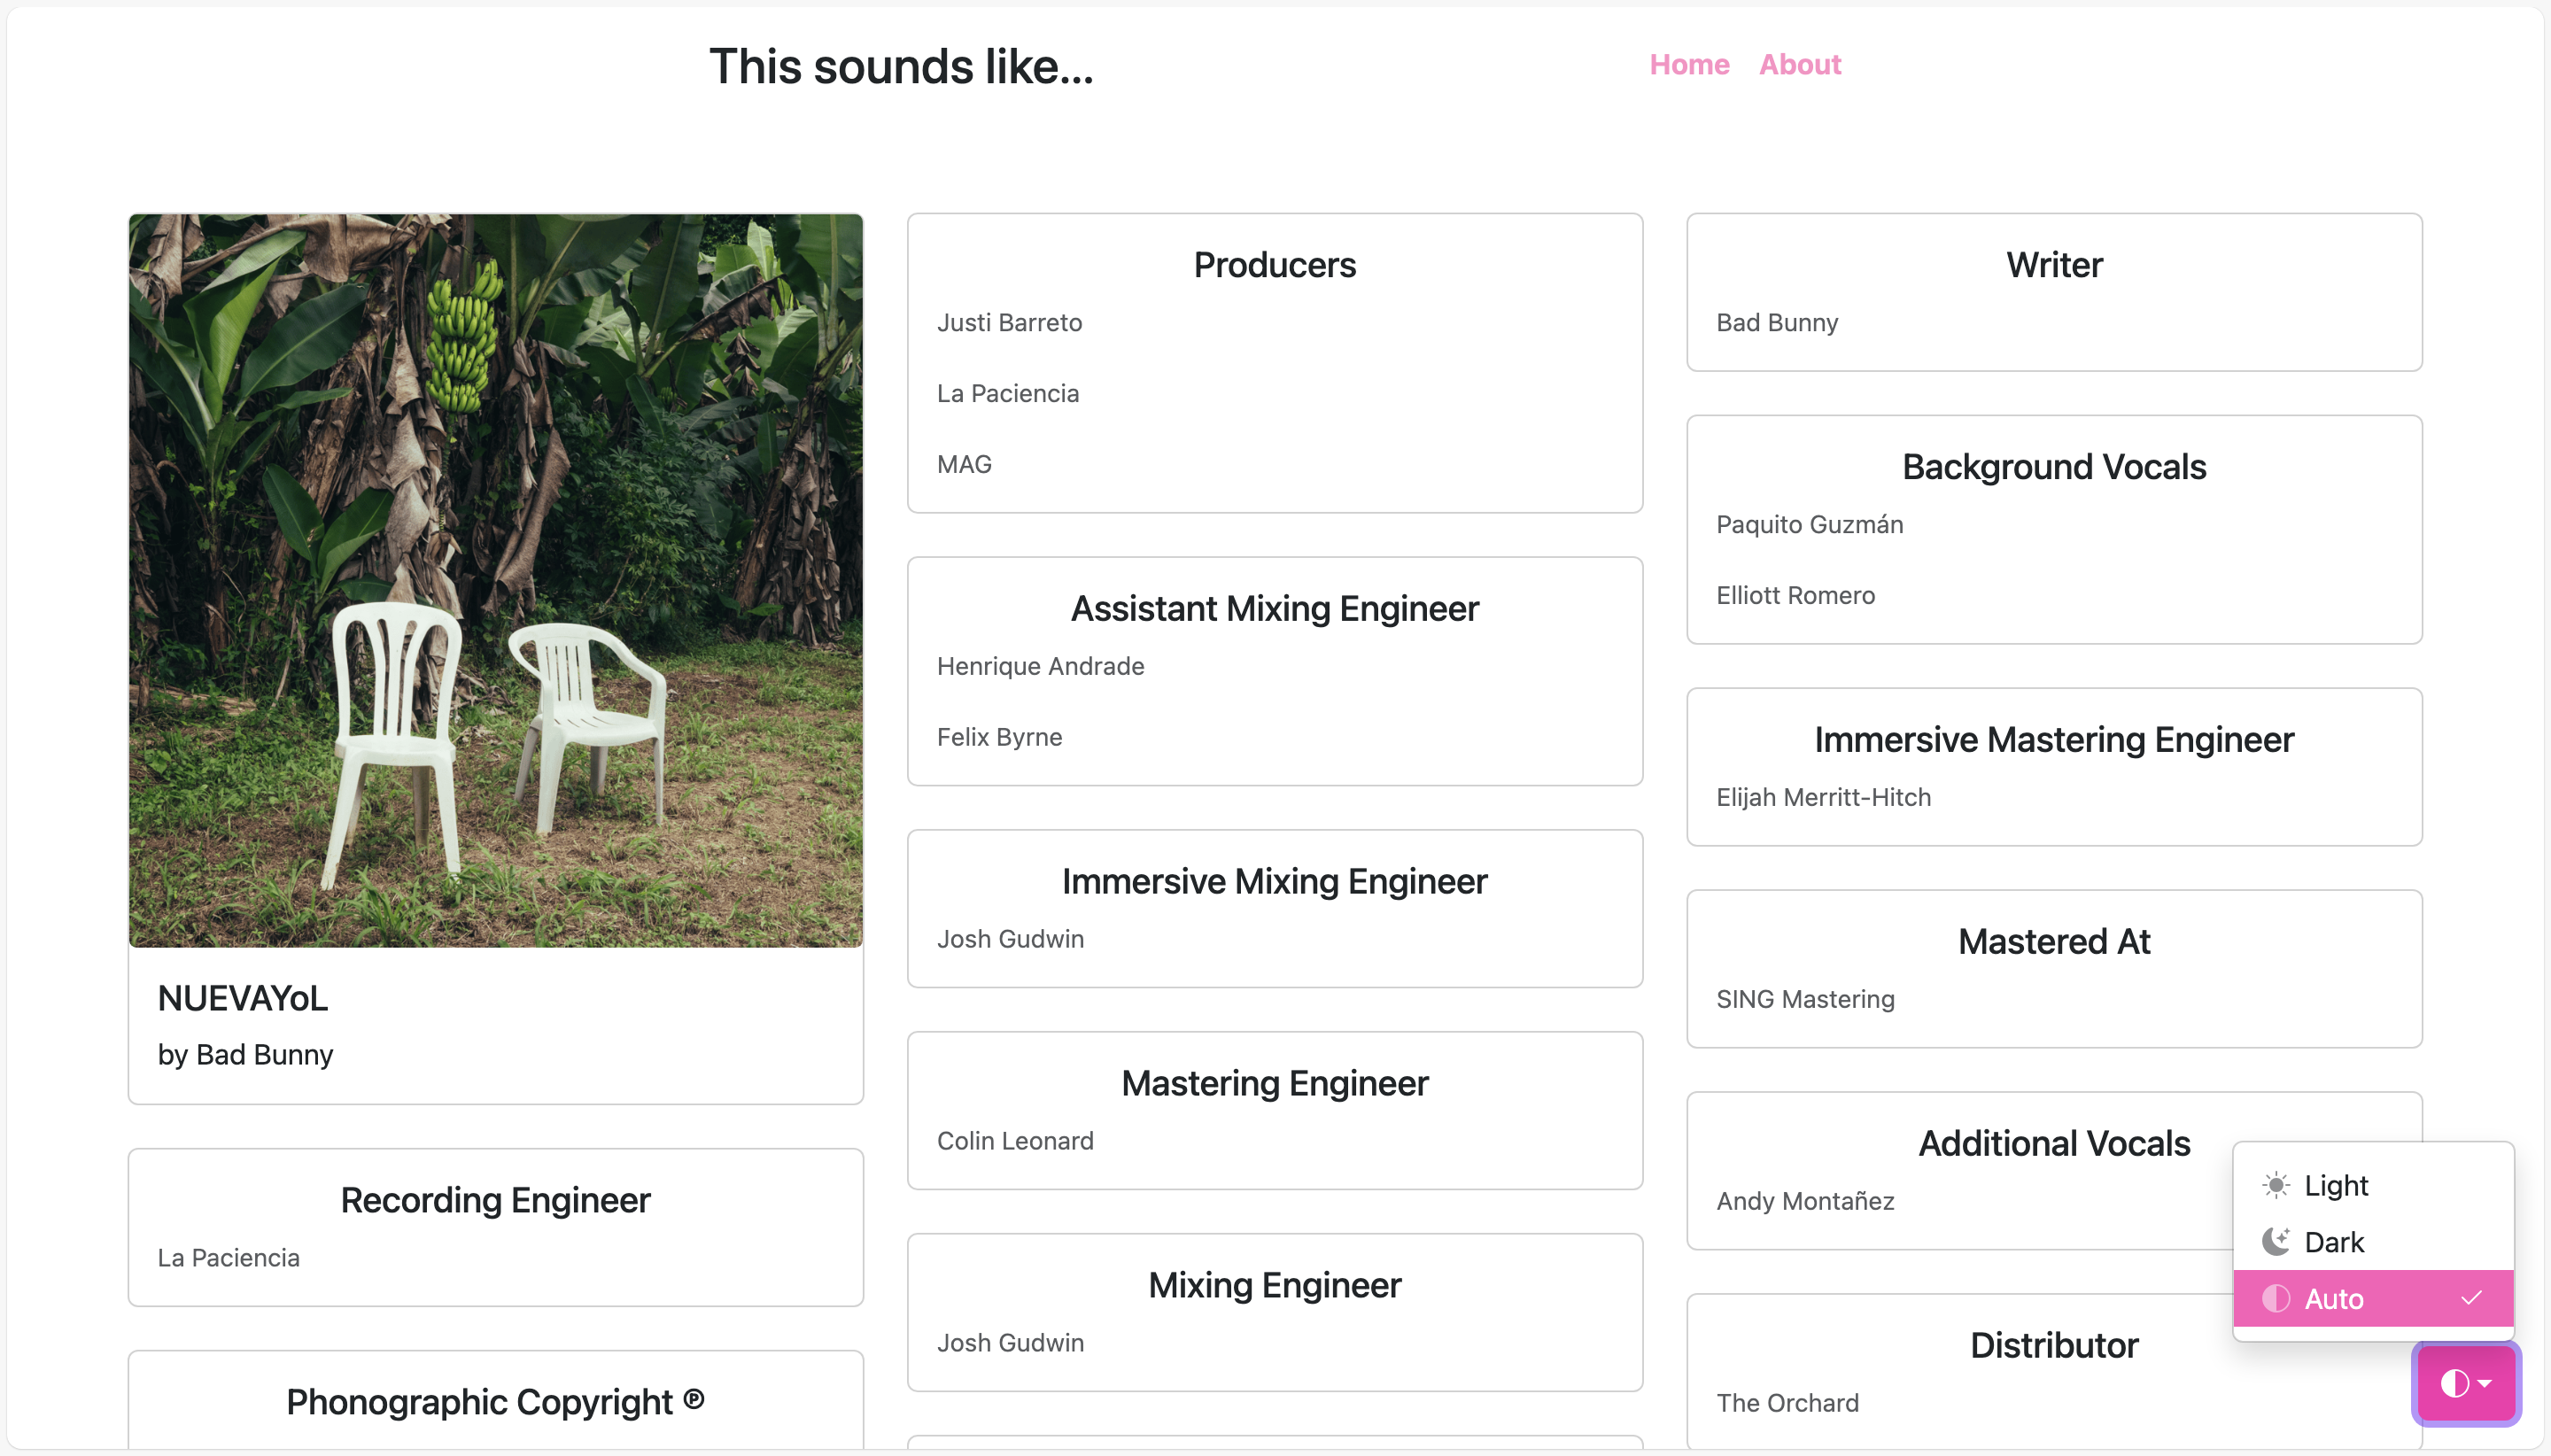 This sounds like...
Home
About
NUEVAYoL
by Bad Bunny
Recording Engineer
La Paciencia
Phonographic Copyright ℗
Producers
Justi Barreto
La Paciencia
MAG
Assistant Mixing Engineer
Henrique Andrade
Felix Byrne
Immersive Mixing Engineer
Josh Gudwin
Mastering Engineer
Colin Leonard
Mixing Engineer
Josh Gudwin
Writer
Bad Bunny
Background Vocals
Paquito Guzmán
Elliott Romero
Immersive Mastering Engineer
Elijah Merritt-Hitch
Mastered At
SING Mastering
Additional Vocals
Andy Montañez
Distributor
The Orchard
Light
Dark
Auto